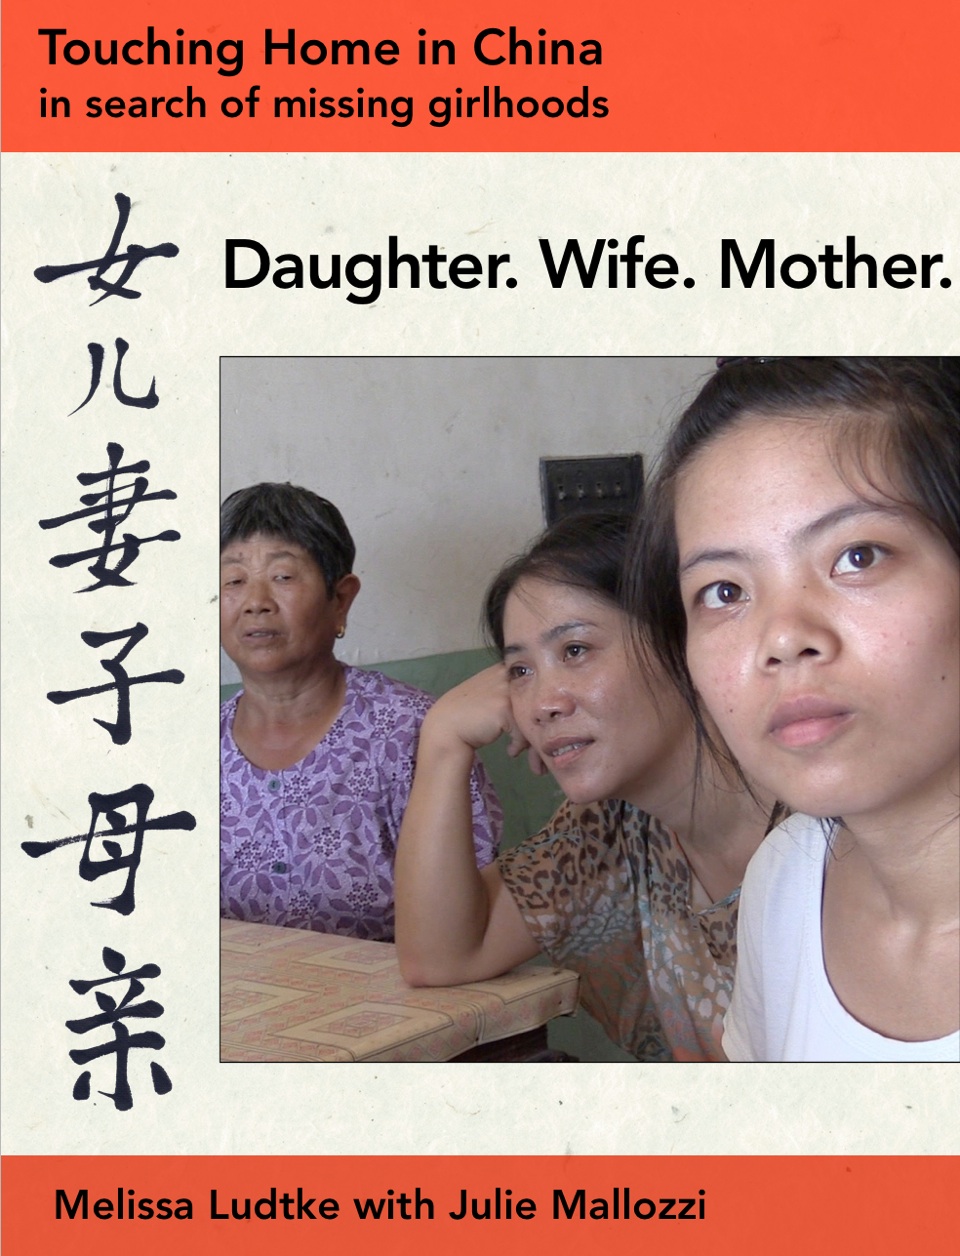 Touching Home in China
in search of missing girlhoods
Daughter. Wife. Mother.
女儿妻子母亲
Melissa Ludtke with Julie Mallozzi